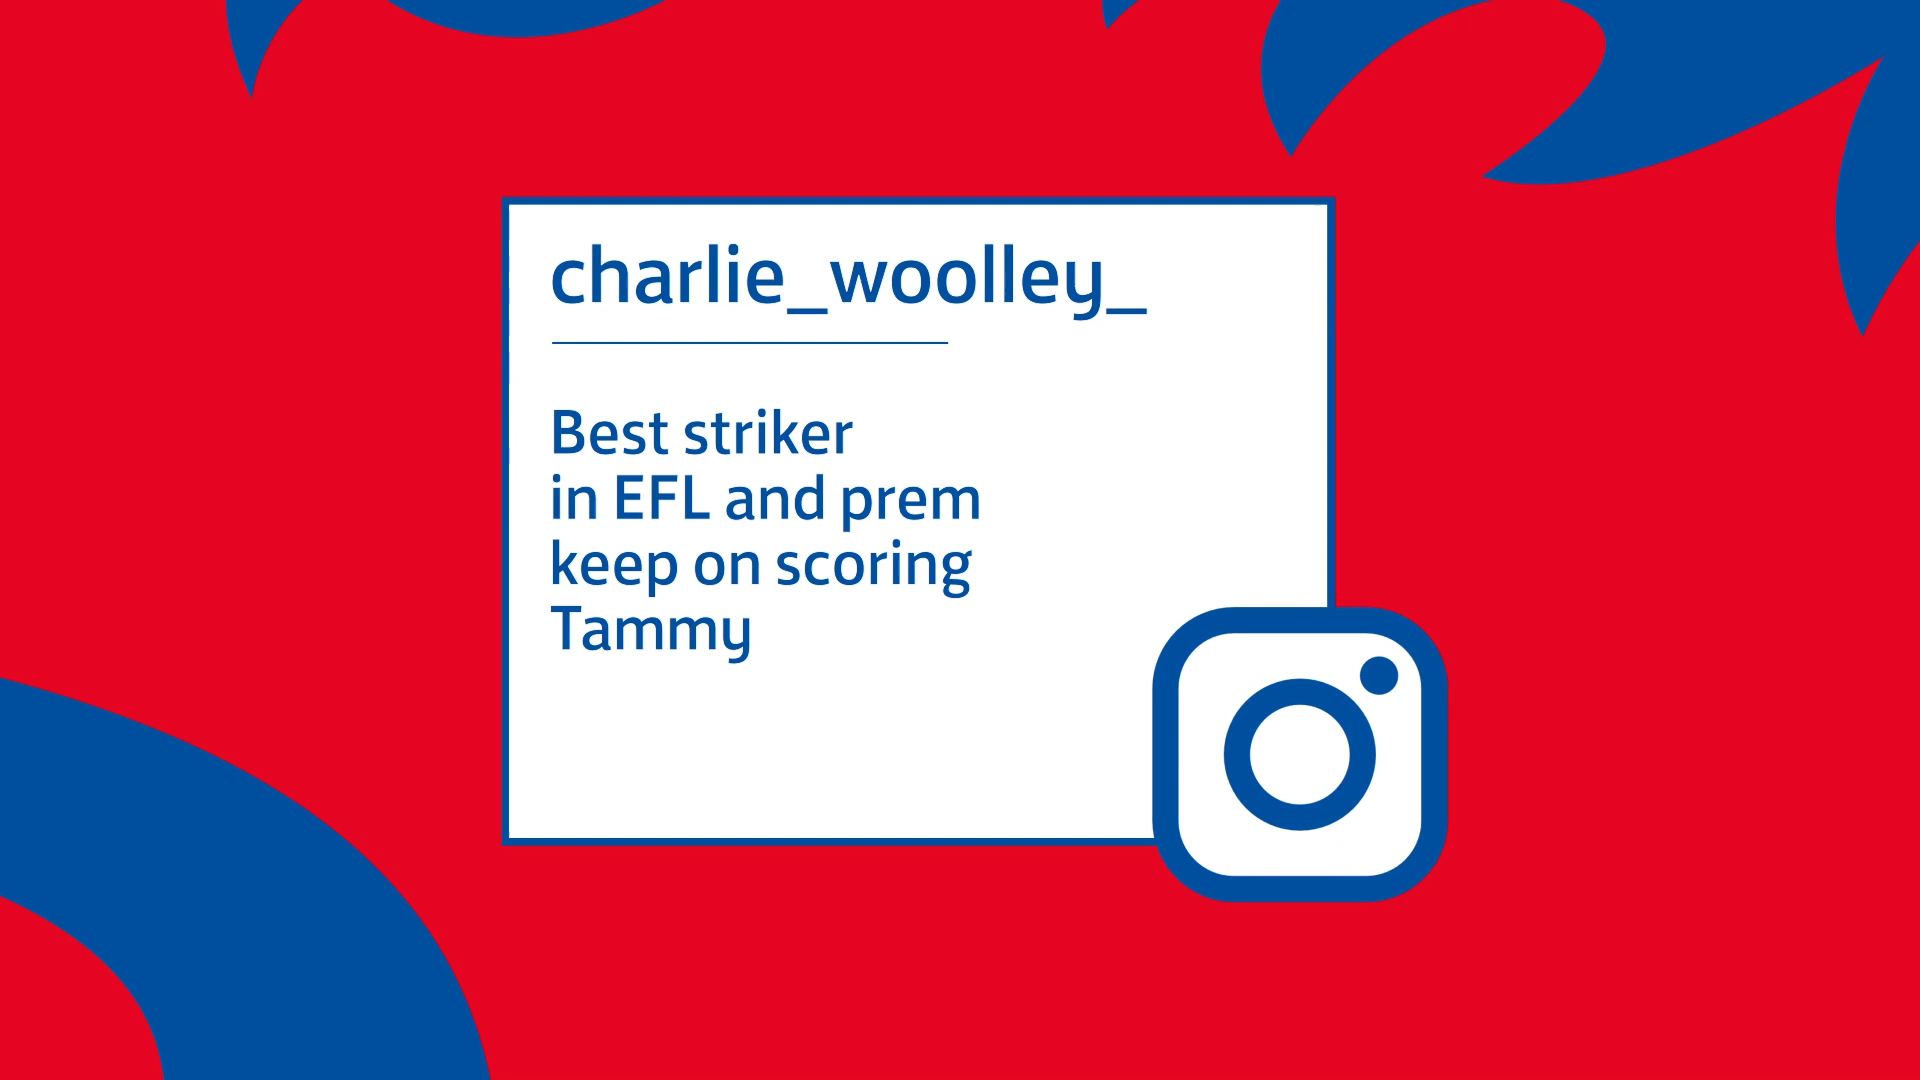 charlie_woolley_
Best striker
in EFL and prem
keep on scoring
Tammy